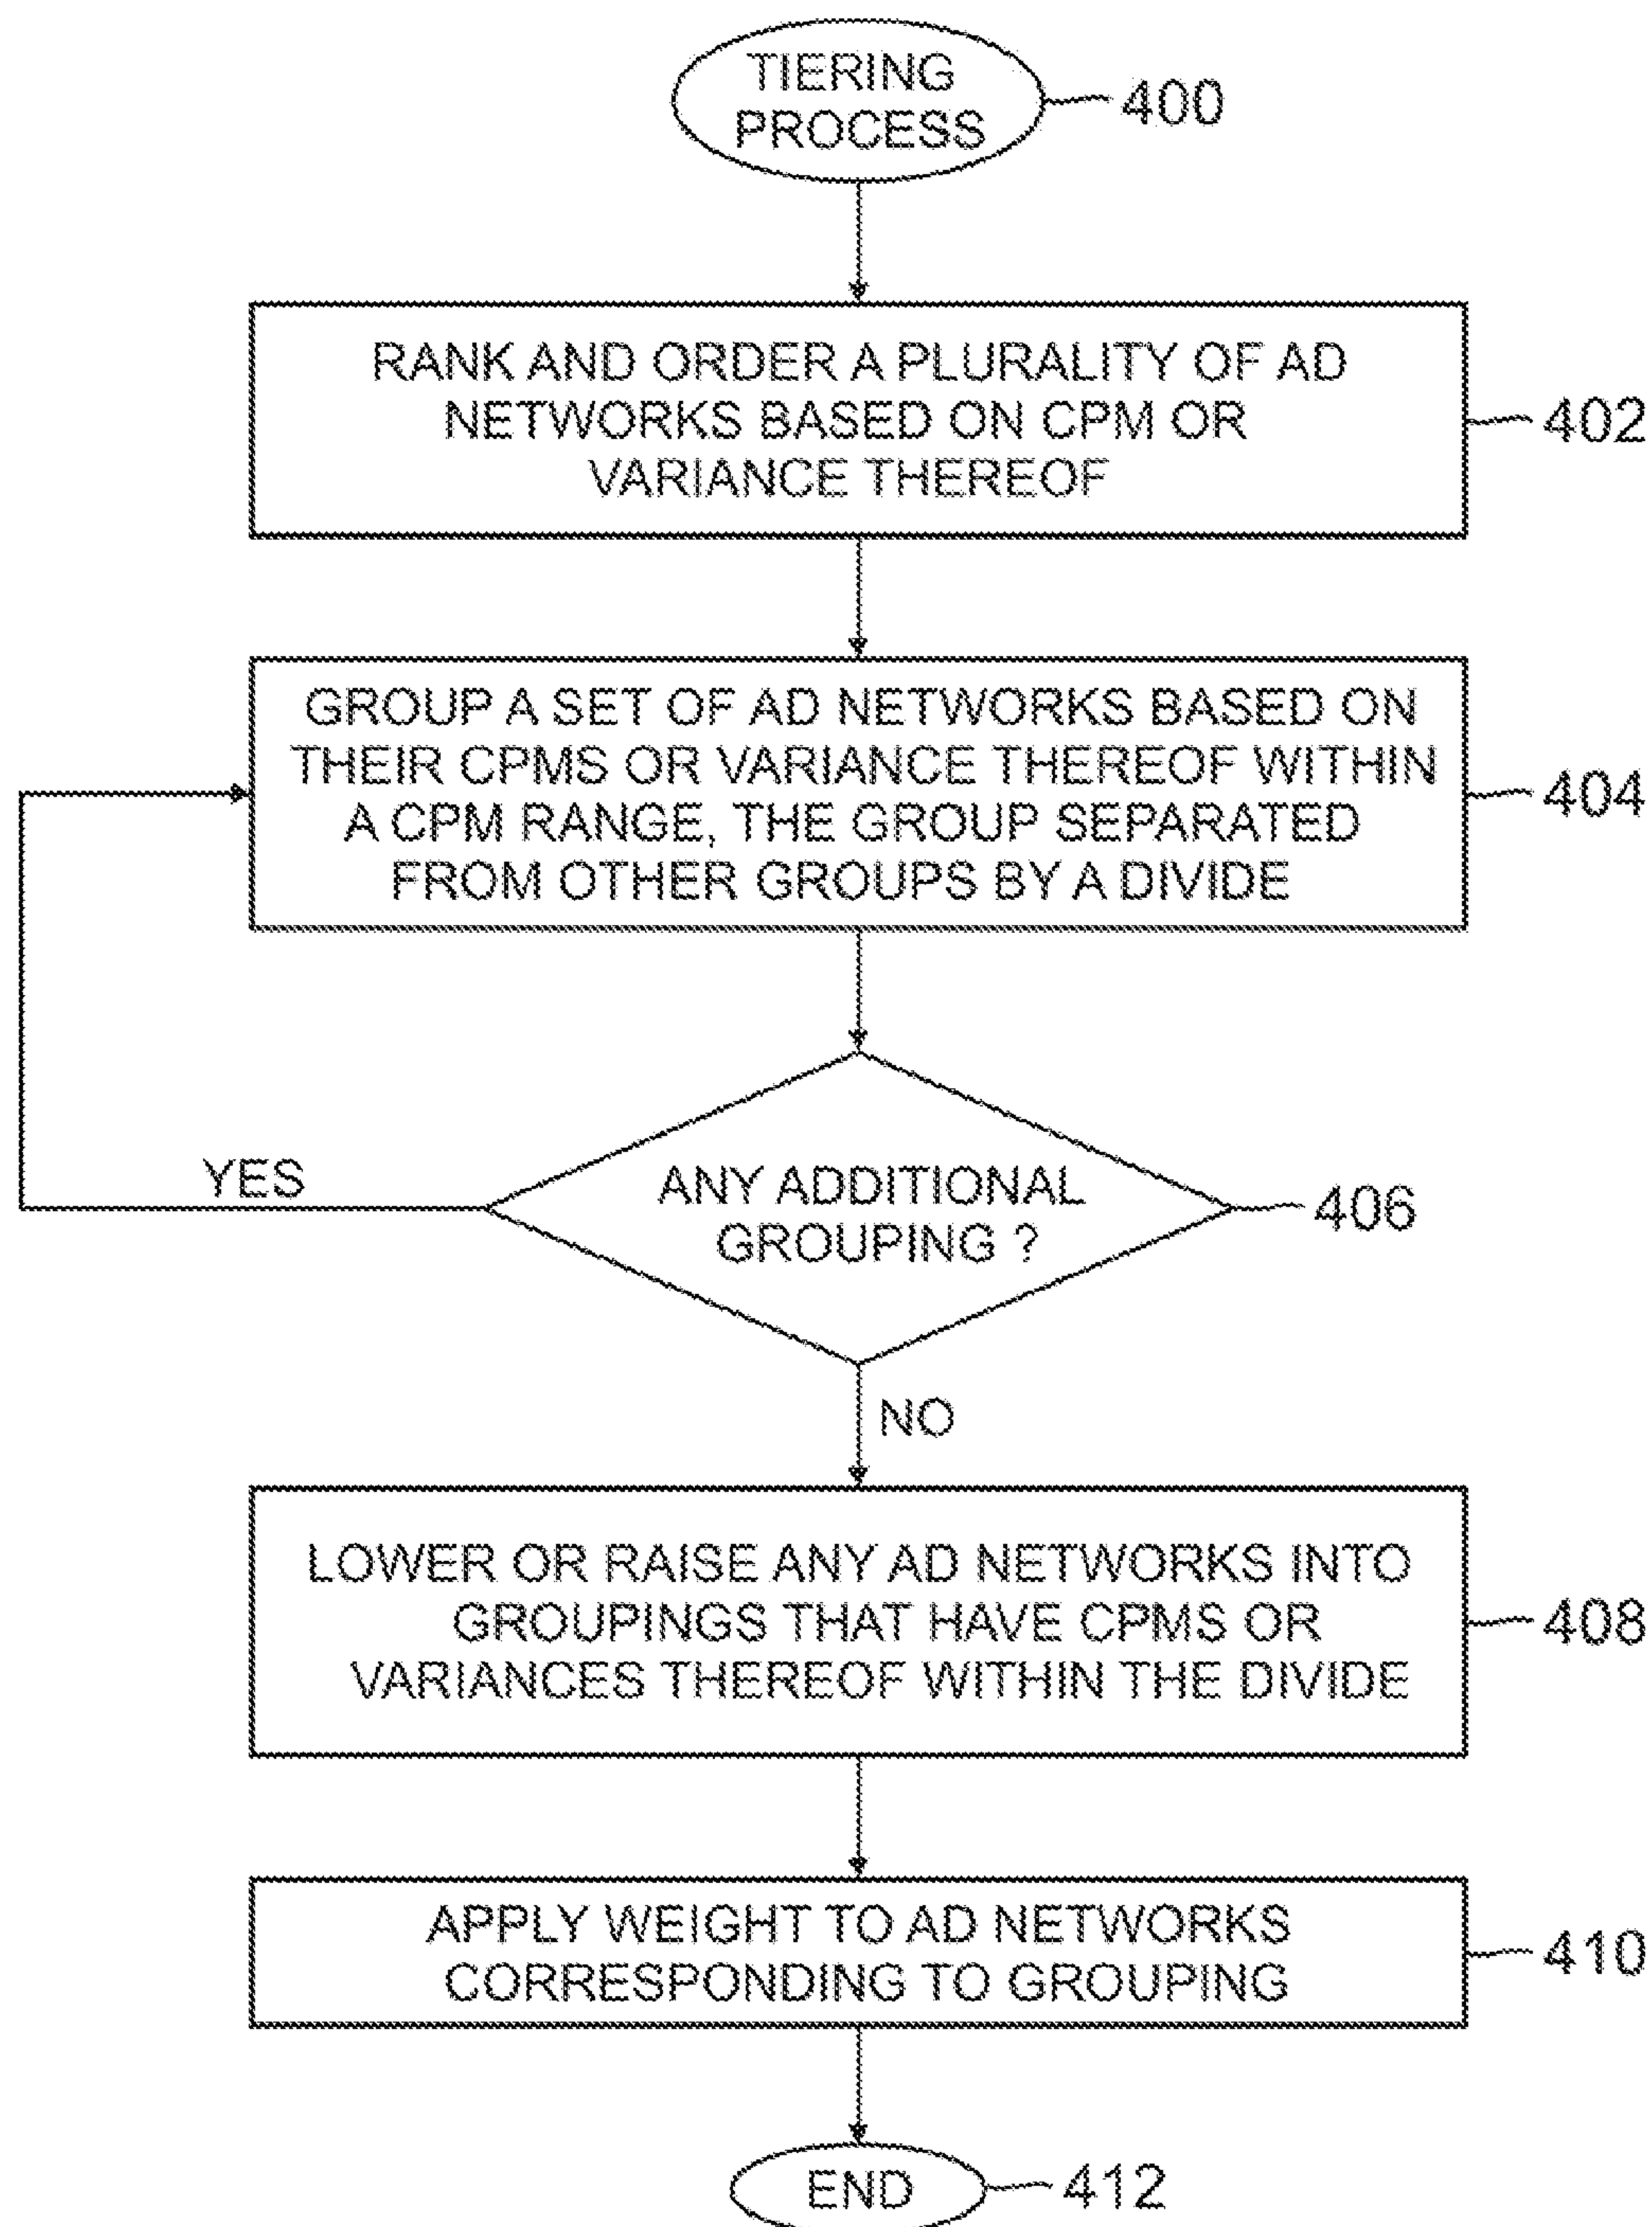 TIERING
PROCESS
400
RANK AND ORDER A PLURALITY OF AD
NETWORKS BASED ON CPM OR
VARIANCE THEREOF
402
GROUP A SET OF AD NETWORKS BASED ON
THEIR CPMS OR VARIANCE THEREOF WITHIN
A CPM RANGE, THE GROUP SEPARATED
FROM OTHER GROUPS BY A DIVIDE
404
YES
ANY ADDITIONAL
GROUPING ?
406
NO
LOWER OR RAISE ANY AD NETWORKS INTO
GROUPINGS THAT HAVE CPMS OR
VARIANCES THEREOF WITHIN THE DIVIDE
408
APPLY WEIGHT TO AD NETWORKS
CORRESPONDING TO GROUPING
410
END
412